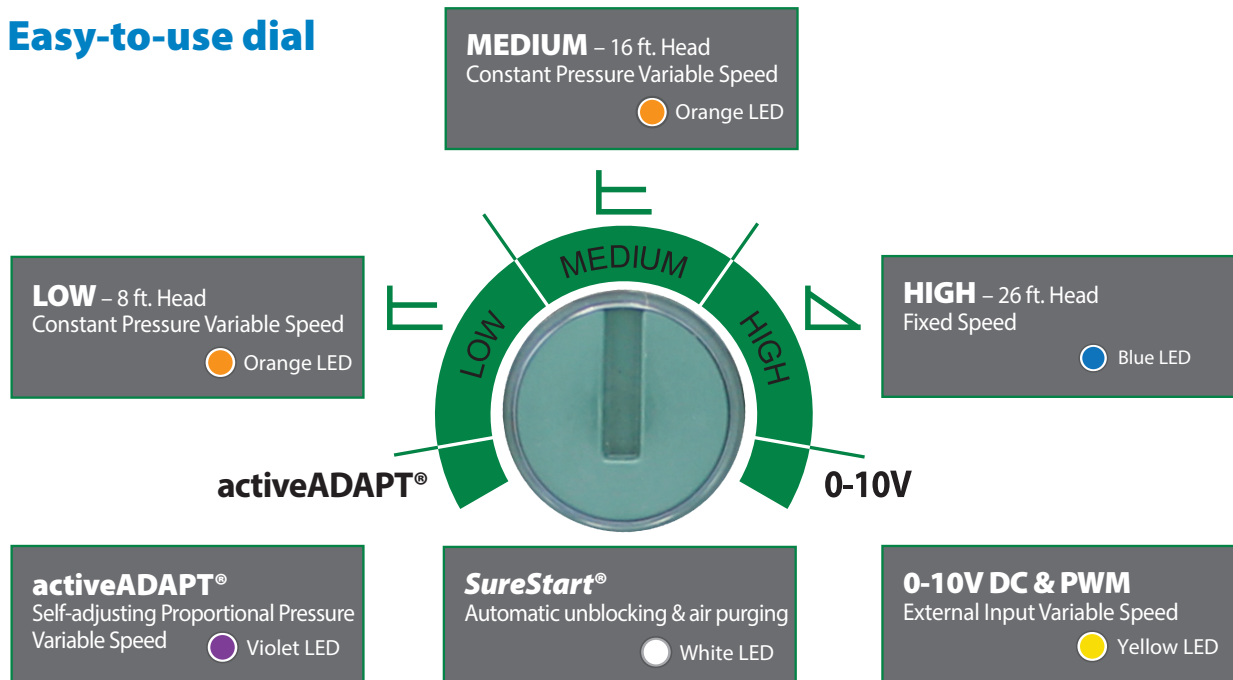 Easy-to-use dial
MEDIUM – 16 ft. Head
Constant Pressure Variable Speed
Orange LED
LOW – 8 ft. Head
Constant Pressure Variable Speed
Orange LED
LOW
MEDIUM
HIGH
HIGH – 26 ft. Head
Fixed Speed
Blue LED
activeADAPT®
0-10V
activeADAPT®
Self-adjusting Proportional Pressure
Variable Speed
Violet LED
SureStart®
Automatic unblocking & air purging
White LED
0-10V DC & PWM
External Input Variable Speed
Yellow LED